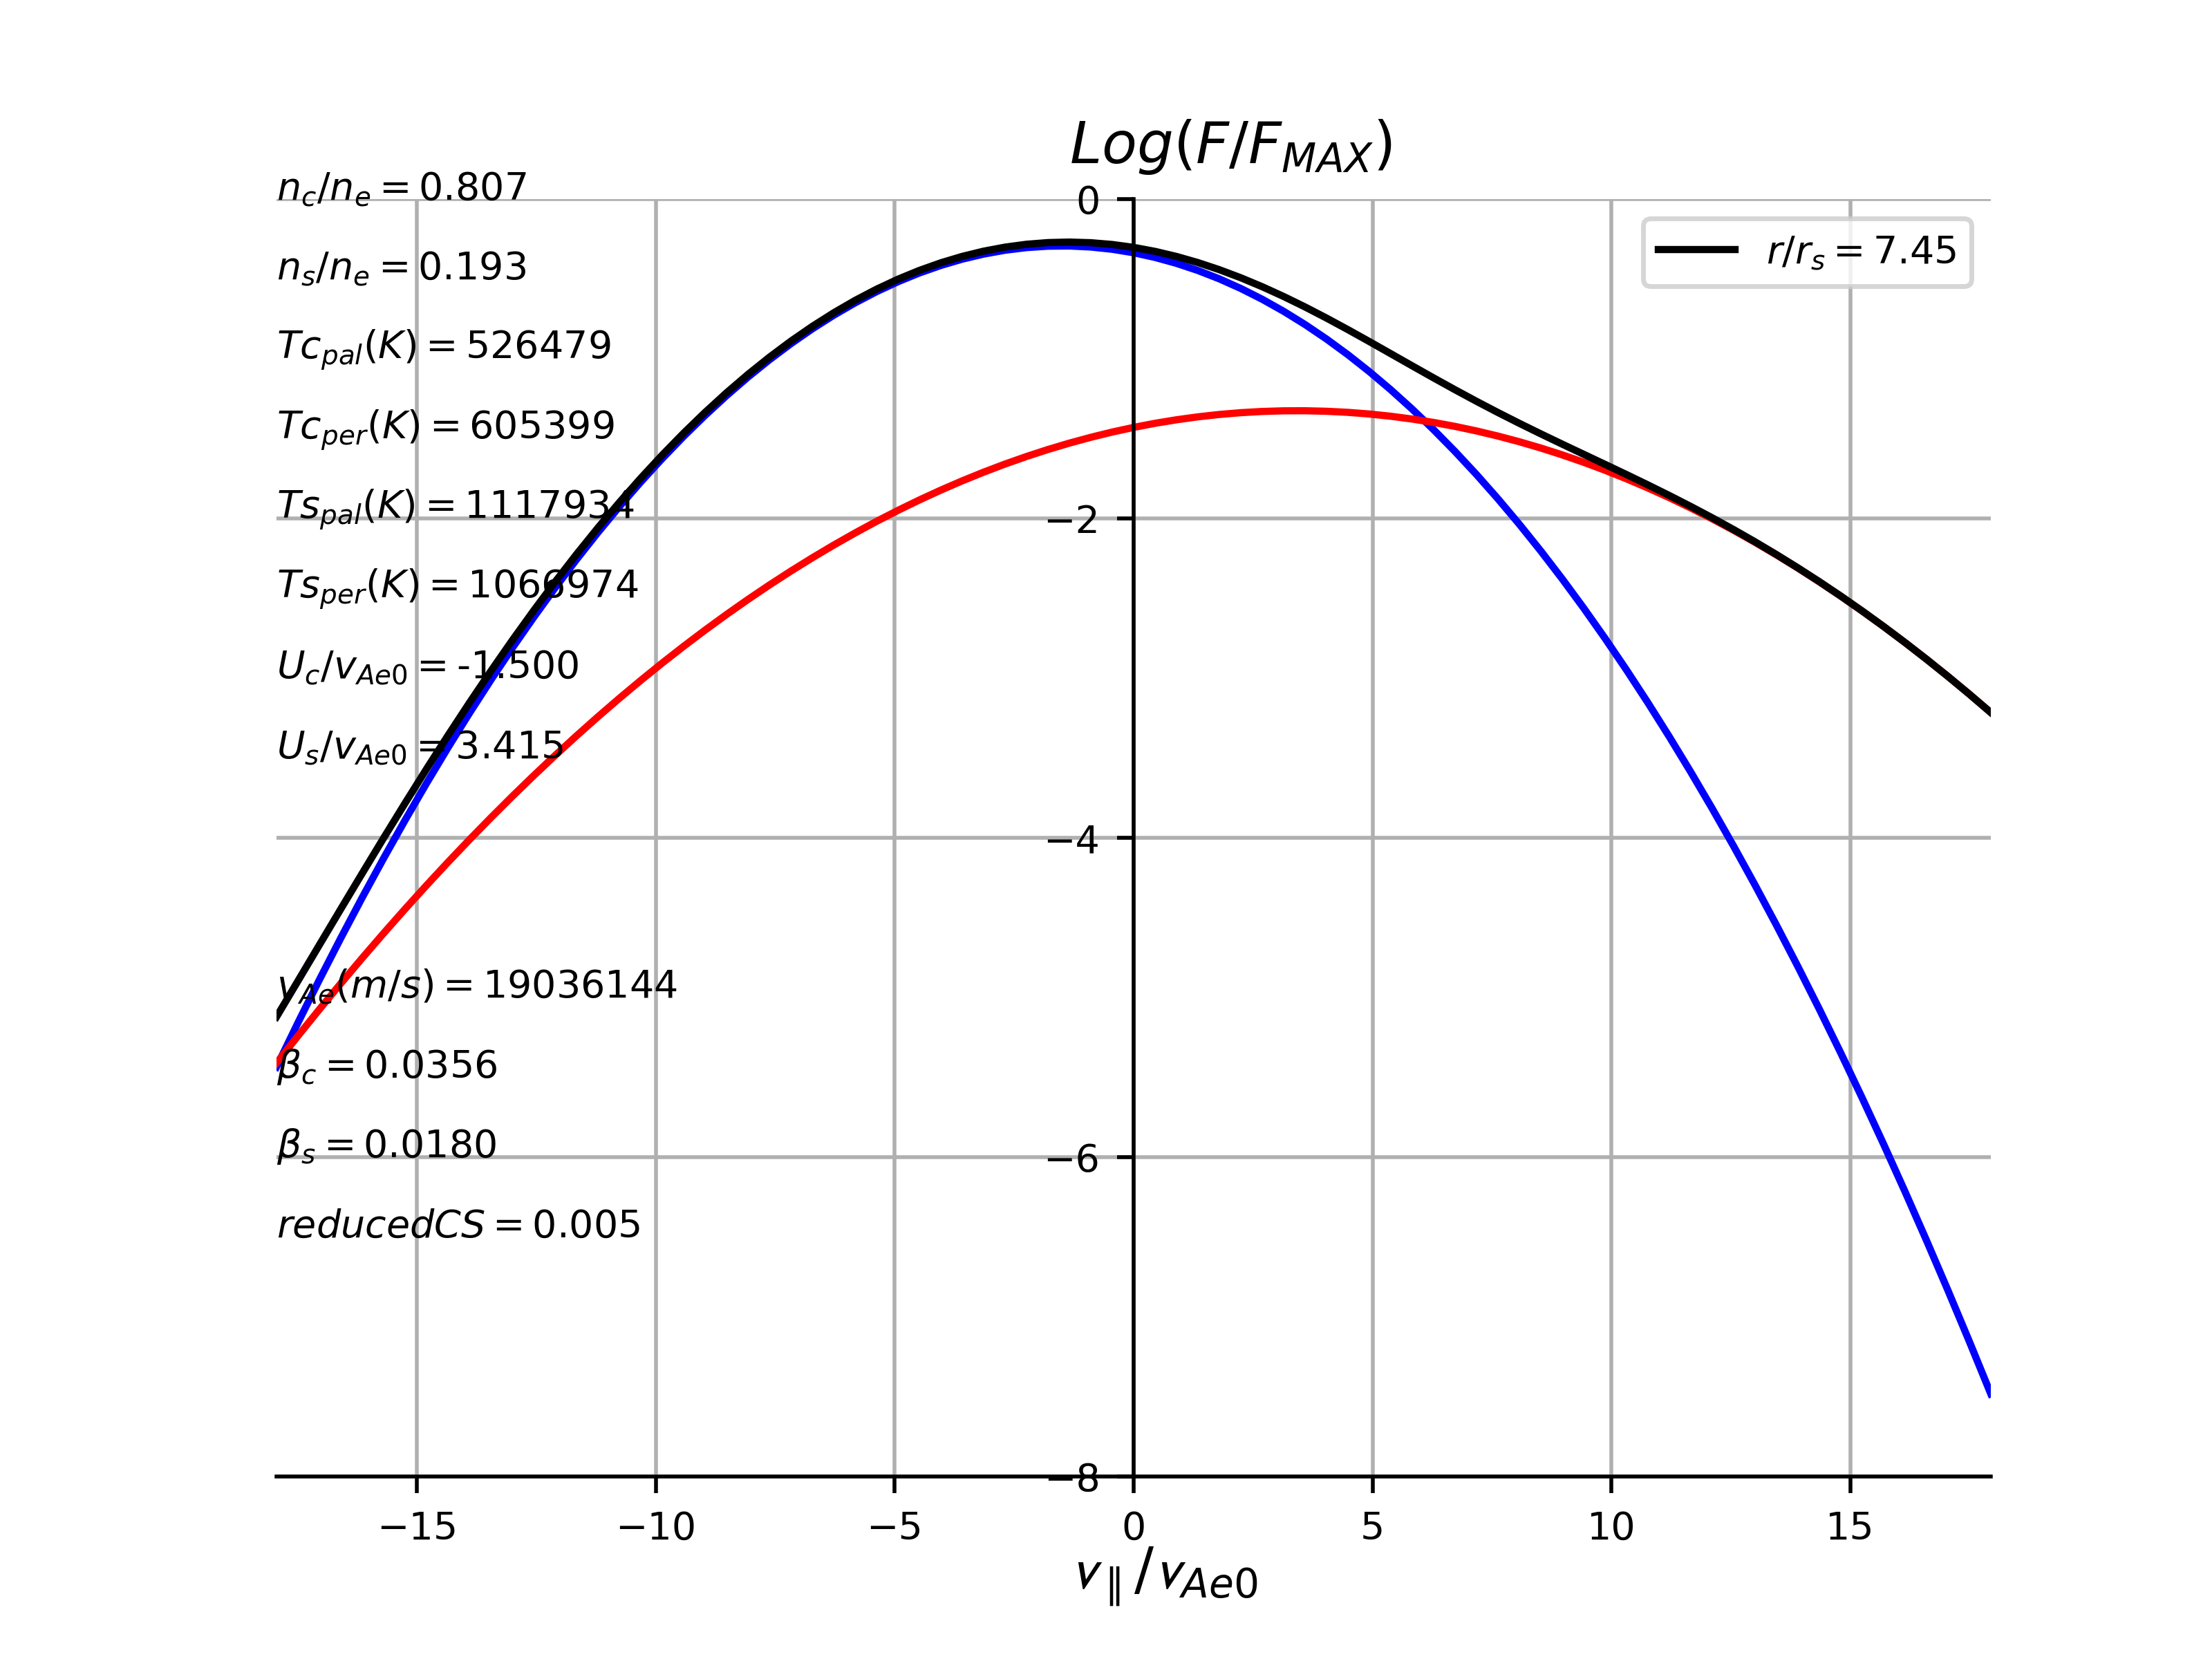 Log(F/F_MAX)
n_c/n_e = 0.807
0
r/r_s = 7.45
n_s/n_e = 0.193
Tc_pal(K) = 526479
Tc_per(K) = 605399
Ts_pal(K) = 1117934
−2
Ts_per(K) = 1066974
U_c/v_Ae0 = -1.500
U_s/v_Ae0 = 3.415
−4
v_Ae(m/s) = 19036144
β_c = 0.0356
β_s = 0.0180
−6
reducedCS = 0.005
−8
−15 −10 −5 0 5 10 15
v_∥/v_Ae0